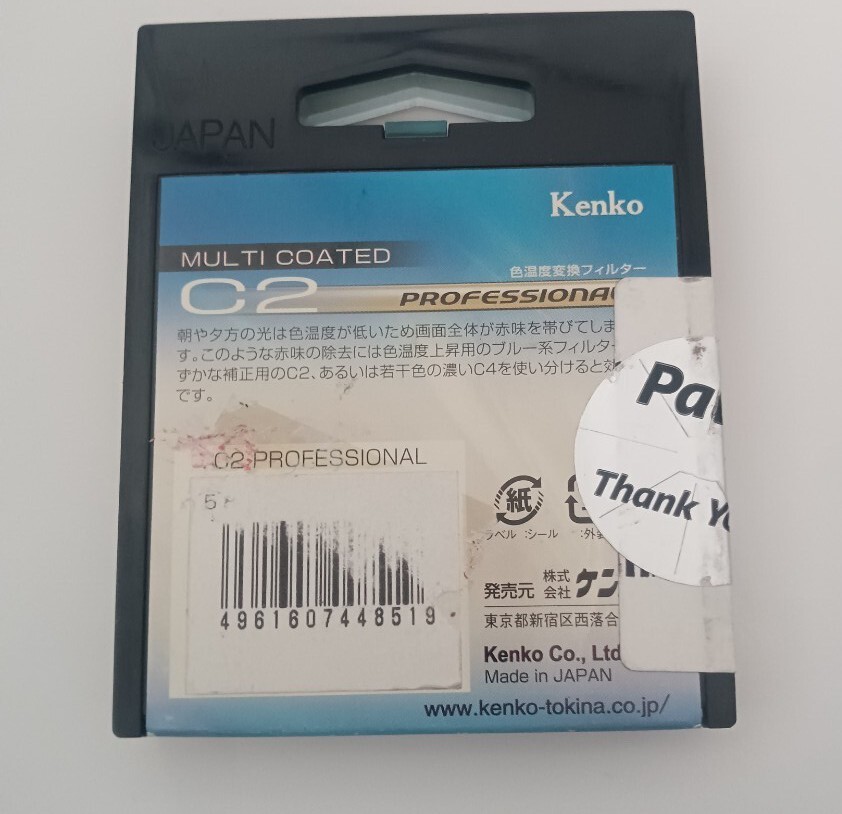 JAPAN
Kenko
MULTI COATED
色温度変換フィルター
C2
PROFESSIONAL
朝や夕方の光は色温度が低いため画面全体が赤味を帯びてしま
す。このような赤味の除去には色温度上昇用のブルー系フィルター
ずかな補正用のC2、あるいは若干色の濃いC4を使い分けると効
です。
Thank
C2 PROFESSIONAL
5
紙
ラベル :シール
:外
4961607448519
発売元 株式会社 ケン
東京都新宿区西落合
Kenko Co., Ltd
Made in JAPAN
www.kenko-tokina.co.jp/